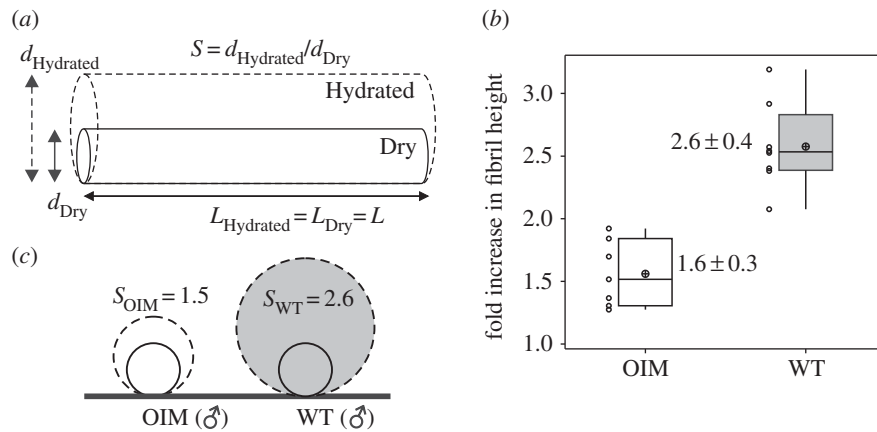 (a)
S = d_Hydrated/d_Dry
d_Hydrated
Hydrated
Dry
d_Dry
L_Hydrated = L_Dry = L
(b)
fold increase in fibril height
3.0
2.5
2.0
1.5
1.0
2.6 ± 0.4
1.6 ± 0.3
OIM WT
(c)
S_OIM = 1.5 S_WT = 2.6
OIM (♂) WT (♂)